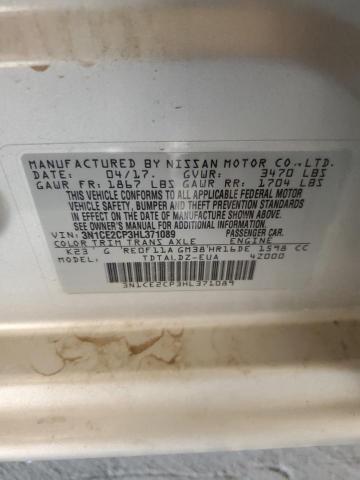 MANUFACTURED BY NISSAN MOTOR CO.,LTD.
DATE: 04/17. GVWR: 3470 LBS
GAWR FR: 1867 LBS GAWR RR: 1704 LBS
THIS VEHICLE CONFORMS TO ALL APPLICABLE FEDERAL MOTOR
VEHICLE SAFETY, BUMPER AND THEFT PREVENTION STANDARDS
IN EFFECT ON THE DATE OF MANUFACTURE SHOWN ABOVE.
SEE OWNER'S MANUAL FOR ADDITIONAL INFORMATION.
VIN: 3N1CE2CP3HL371089 PASSENGER CAR.
COLOR TRIM TRANS AXLE ENGINE
K23 G RE0F11A GM38 HR16DE 1598 CC
MODEL: TDTALDZ-EUA 4Z000
3N1CE2CP3HL371089